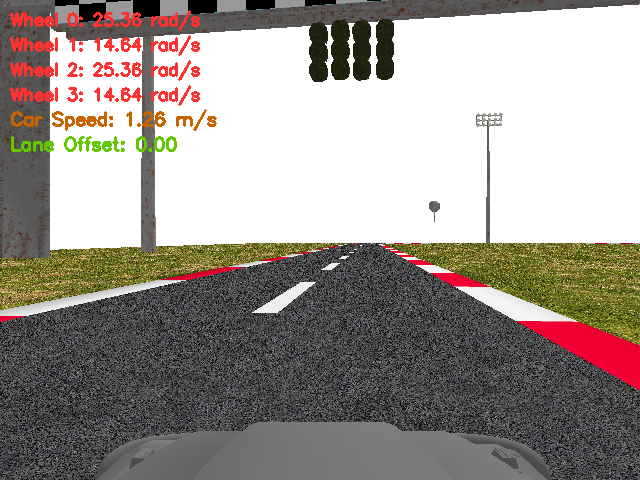 Wheel 0: 25.36 rad/s
Wheel 1: 14.64 rad/s
Wheel 2: 25.36 rad/s
Wheel 3: 14.64 rad/s
Car Speed: 1.26 m/s
Lane Offset: 0.00